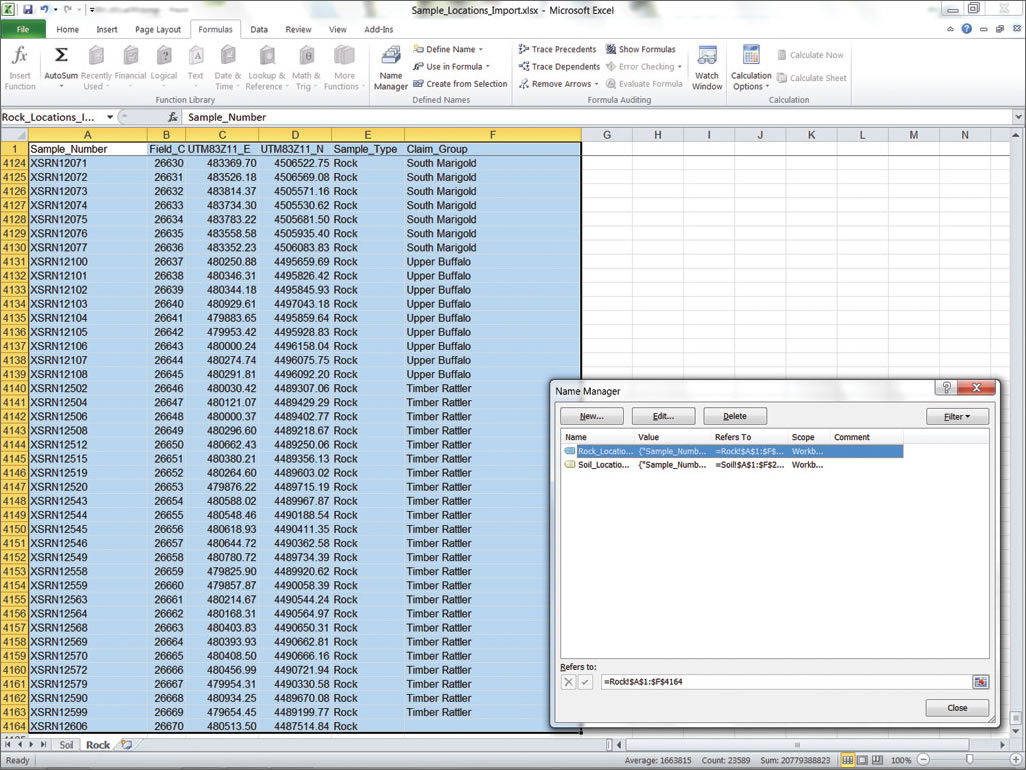 Sample_Locations_Import.xlsx - Microsoft Excel
File Home Insert Page Layout Formulas Data Review View Add-Ins
Insert Function
AutoSum
Recently Used
Financial
Logical
Text
Date & Time
Lookup & Reference
Math & Trig
More Functions
Function Library
Name Manager
Define Name
Use in Formula
Create from Selection
Defined Names
Trace Precedents
Trace Dependents
Remove Arrows
Show Formulas
Error Checking
Evaluate Formula
Formula Auditing
Watch Window
Calculation Options
Calculate Now
Calculate Sheet
Calculation
Rock_Locations_I... fx Sample_Number
A B C D E F G H I J K L M N
1 Sample_Number Field_C UTM83Z11_E UTM83Z11_N Sample_Type Claim_Group
4124 XSRN12071 26630 483369.70 4506522.75 Rock South Marigold
4125 XSRN12072 26631 483526.18 4506569.08 Rock South Marigold
4126 XSRN12073 26632 483814.37 4505571.16 Rock South Marigold
4127 XSRN12074 26633 483734.30 4505530.62 Rock South Marigold
4128 XSRN12075 26634 483783.22 4505681.50 Rock South Marigold
4129 XSRN12076 26635 483558.58 4505935.40 Rock South Marigold
4130 XSRN12077 26636 483352.23 4506083.83 Rock South Marigold
4131 XSRN12100 26637 480250.88 4495659.69 Rock Upper Buffalo
4132 XSRN12101 26638 480346.31 4495826.42 Rock Upper Buffalo
4133 XSRN12102 26639 480344.18 4495845.93 Rock Upper Buffalo
4134 XSRN12103 26640 480929.61 4497043.18 Rock Upper Buffalo
4135 XSRN12104 26641 479883.65 4495859.64 Rock Upper Buffalo
4136 XSRN12105 26642 479953.42 4495928.83 Rock Upper Buffalo
4137 XSRN12106 26643 480000.24 4496158.04 Rock Upper Buffalo
4138 XSRN12107 26644 480274.74 4496075.75 Rock Upper Buffalo
4139 XSRN12108 26645 480291.81 4496092.20 Rock Upper Buffalo
4140 XSRN12502 26646 480030.42 4489307.06 Rock Timber Rattler
4141 XSRN12504 26647 480121.07 4489429.29 Rock Timber Rattler
4142 XSRN12506 26648 480000.37 4489402.77 Rock Timber Rattler
4143 XSRN12508 26649 480296.60 4489218.67 Rock Timber Rattler
4144 XSRN12512 26650 480662.43 4489250.06 Rock Timber Rattler
4145 XSRN12515 26651 480380.21 4489356.13 Rock Timber Rattler
4146 XSRN12519 26652 480264.60 4489603.02 Rock Timber Rattler
4147 XSRN12520 26653 479876.22 4489715.19 Rock Timber Rattler
4148 XSRN12543 26654 480588.02 4489967.87 Rock Timber Rattler
4149 XSRN12544 26655 480548.46 4490188.54 Rock Timber Rattler
4150 XSRN12545 26656 480618.93 4490411.35 Rock Timber Rattler
4151 XSRN12546 26657 480644.72 4490362.58 Rock Timber Rattler
4152 XSRN12549 26658 480780.72 4489734.39 Rock Timber Rattler
4153 XSRN12558 26659 479825.90 4489920.62 Rock Timber Rattler
4154 XSRN12559 26660 479857.87 4490058.39 Rock Timber Rattler
4155 XSRN12563 26661 480214.67 4490544.24 Rock Timber Rattler
4156 XSRN12564 26662 480168.31 4490564.97 Rock Timber Rattler
4157 XSRN12568 26663 480403.83 4490650.31 Rock Timber Rattler
4158 XSRN12569 26664 480393.93 4490662.81 Rock Timber Rattler
4159 XSRN12570 26665 480408.50 4490666.16 Rock Timber Rattler
4160 XSRN12572 26666 480456.99 4490721.94 Rock Timber Rattler
4161 XSRN12579 26667 479954.31 4490330.58 Rock Timber Rattler
4162 XSRN12590 26668 480934.25 4489670.08 Rock Timber Rattler
4163 XSRN12599 26669 479654.45 4489199.77 Rock Timber Rattler
4164 XSRN12606 26670 480513.50 4487514.84 Rock
Name Manager
New... Edit... Delete Filter
Name Value Refers To Scope Comment
Rock_Locatio... {"Sample_Numb... =Rock!$A$1:$F$... Workb...
Soil_Locatio... {"Sample_Numb... =Soil!$A$1:$F$2... Workb...
Refers to:
=Rock!$A$1:$F$4164
Close
Soil Rock
Ready Average: 1663815 Count: 23589 Sum: 20779388823 100%